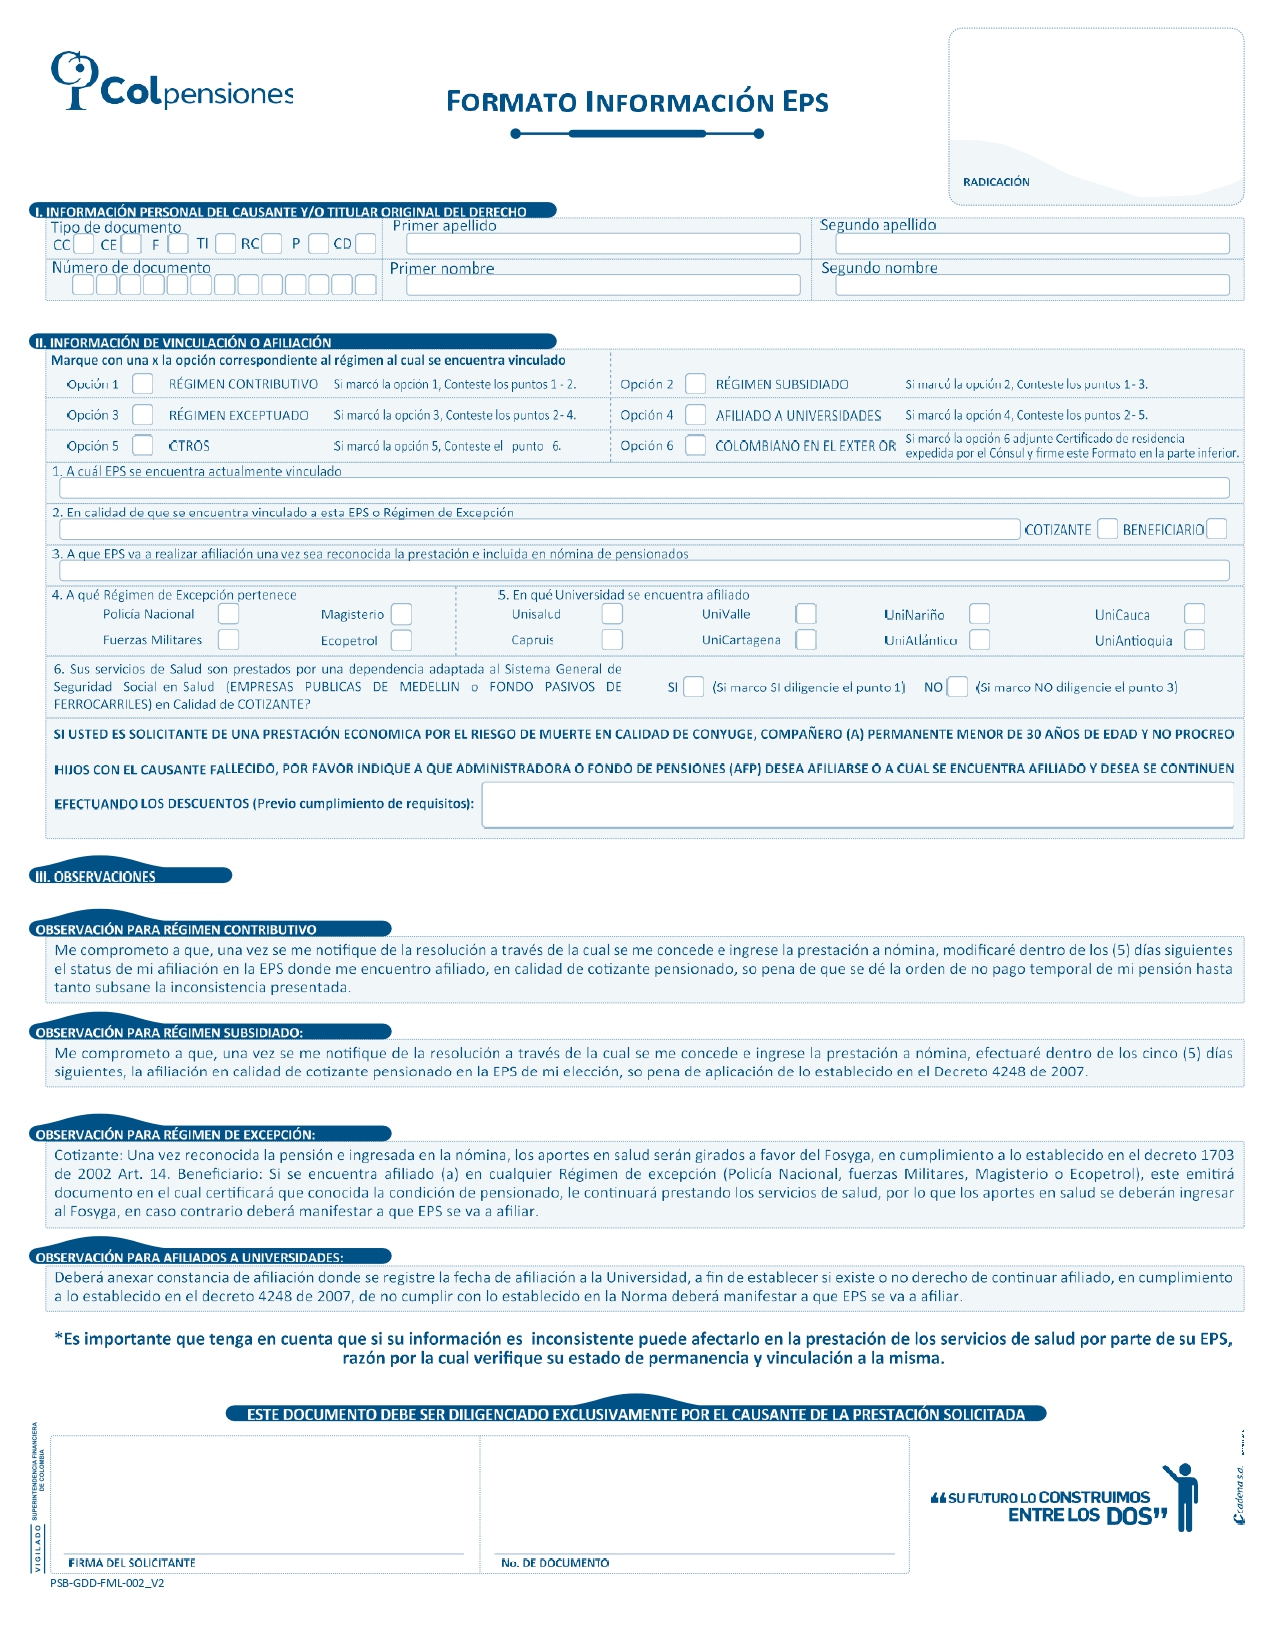 Colpensiones
FORMATO INFORMACIÓN EPS
RADICACIÓN
I. INFORMACIÓN PERSONAL DEL CAUSANTE Y/O TITULAR ORIGINAL DEL DERECHO
Tipo de documento
CC CE F TI RC P CD
Primer apellido
Segundo apellido
Número de documento
Primer nombre
Segundo nombre
II. INFORMACIÓN DE VINCULACIÓN O AFILIACIÓN
Marque con una x la opción correspondiente al régimen al cual se encuentra vinculado
Opción 1 RÉGIMEN CONTRIBUTIVO Si marcó la opción 1, Conteste los puntos 1 - 2.
Opción 2 RÉGIMEN SUBSIDIADO Si marcó la opción 2, Conteste los puntos 1- 3.
Opción 3 RÉGIMEN EXCEPTUADO Si marcó la opción 3, Conteste los puntos 2- 4.
Opción 4 AFILIADO A UNIVERSIDADES Si marcó la opción 4, Conteste los puntos 2- 5.
Opción 5 OTROS Si marcó la opción 5, Conteste el punto 6.
Opción 6 COLOMBIANO EN EL EXTERIOR Si marcó la opción 6 adjunte Certificado de residencia
expedida por el Cónsul y firme este Formato en la parte inferior.
1. A cuál EPS se encuentra actualmente vinculado
2. En calidad de que se encuentra vinculado a esta EPS o Régimen de Excepción
COTIZANTE BENEFICIARIO
3. A que EPS va a realizar afiliación una vez sea reconocida la prestación e incluida en nómina de pensionados
4. A qué Régimen de Excepción pertenece
Policía Nacional Magisterio
Fuerzas Militares Ecopetrol
5. En qué Universidad se encuentra afiliado
Unisalud UniValle UniNariño UniCauca
Capruis UniCartagena UniAtlántico UniAntioquia
6. Sus servicios de Salud son prestados por una dependencia adaptada al Sistema General de
Seguridad Social en Salud (EMPRESAS PUBLICAS DE MEDELLIN o FONDO PASIVOS DE
FERROCARRILES) en Calidad de COTIZANTE?
SI (Si marco SI diligencie el punto 1) NO (Si marco NO diligencie el punto 3)
SI USTED ES SOLICITANTE DE UNA PRESTACIÓN ECONOMICA POR EL RIESGO DE MUERTE EN CALIDAD DE CONYUGE, COMPAÑERO (A) PERMANENTE MENOR DE 30 AÑOS DE EDAD Y NO PROCREO
HIJOS CON EL CAUSANTE FALLECIDO, POR FAVOR INDIQUE A QUE ADMINISTRADORA O FONDO DE PENSIONES (AFP) DESEA AFILIARSE O A CUAL SE ENCUENTRA AFILIADO Y DESEA SE CONTINUEN
EFECTUANDO LOS DESCUENTOS (Previo cumplimiento de requisitos):
III. OBSERVACIONES
OBSERVACIÓN PARA RÉGIMEN CONTRIBUTIVO
Me comprometo a que, una vez se me notifique de la resolución a través de la cual se me concede e ingrese la prestación a nómina, modificaré dentro de los (5) días siguientes
el status de mi afiliación en la EPS donde me encuentro afiliado, en calidad de cotizante pensionado, so pena de que se dé la orden de no pago temporal de mi pensión hasta
tanto subsane la inconsistencia presentada.
OBSERVACIÓN PARA RÉGIMEN SUBSIDIADO:
Me comprometo a que, una vez se me notifique de la resolución a través de la cual se me concede e ingrese la prestación a nómina, efectuaré dentro de los cinco (5) días
siguientes, la afiliación en calidad de cotizante pensionado en la EPS de mi elección, so pena de aplicación de lo establecido en el Decreto 4248 de 2007.
OBSERVACIÓN PARA RÉGIMEN DE EXCEPCIÓN:
Cotizante: Una vez reconocida la pensión e ingresada en la nómina, los aportes en salud serán girados a favor del Fosyga, en cumplimiento a lo establecido en el decreto 1703
de 2002 Art. 14. Beneficiario: Si se encuentra afiliado (a) en cualquier Régimen de excepción (Policía Nacional, fuerzas Militares, Magisterio o Ecopetrol), este emitirá
documento en el cual certificará que conocida la condición de pensionado, le continuará prestando los servicios de salud, por lo que los aportes en salud se deberán ingresar
al Fosyga, en caso contrario deberá manifestar a que EPS se va a afiliar.
OBSERVACIÓN PARA AFILIADOS A UNIVERSIDADES:
Deberá anexar constancia de afiliación donde se registre la fecha de afiliación a la Universidad, a fin de establecer si existe o no derecho de continuar afiliado, en cumplimiento
a lo establecido en el decreto 4248 de 2007, de no cumplir con lo establecido en la Norma deberá manifestar a que EPS se va a afiliar.
*Es importante que tenga en cuenta que si su información es inconsistente puede afectarlo en la prestación de los servicios de salud por parte de su EPS,
razón por la cual verifique su estado de permanencia y vinculación a la misma.
ESTE DOCUMENTO DEBE SER DILIGENCIADO EXCLUSIVAMENTE POR EL CAUSANTE DE LA PRESTACIÓN SOLICITADA
VIGILADO SUPERINTENDENCIA FINANCIERA
DE COLOMBIA
FIRMA DEL SOLICITANTE
No. DE DOCUMENTO
“SU FUTURO LO CONSTRUIMOS
ENTRE LOS DOS”
cadena s.a.
PSB-GDD-FML-002_V2